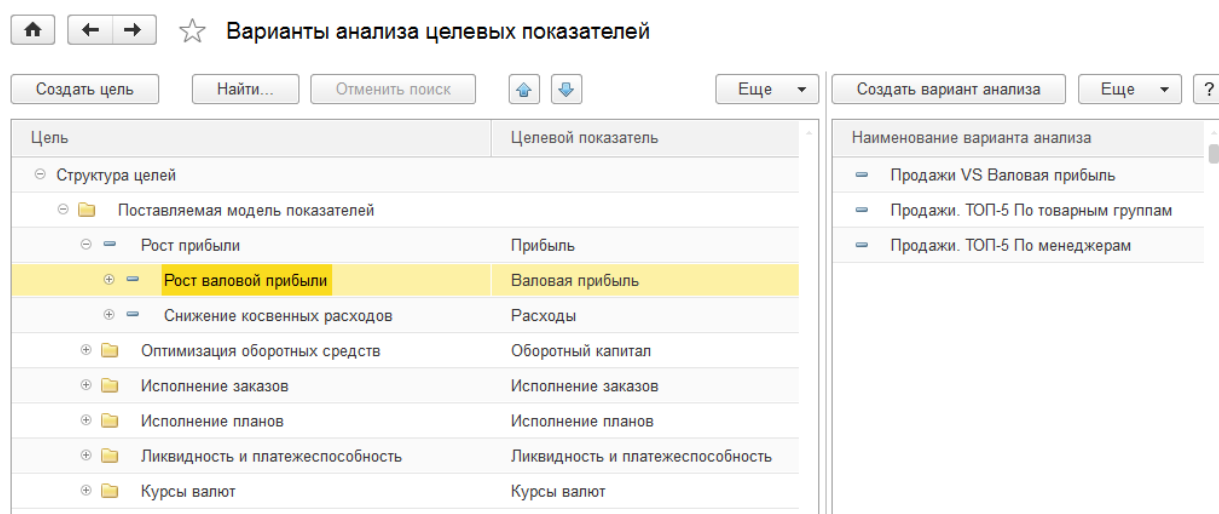 Варианты анализа целевых показателей
Создать цель Найти... Отменить поиск Еще Создать вариант анализа Еще ?
Цель Целевой показатель Наименование варианта анализа
Структура целей Продажи VS Валовая прибыль
Поставляемая модель показателей Продажи. ТОП-5 По товарным группам
Рост прибыли Прибыль Продажи. ТОП-5 По менеджерам
Рост валовой прибыли Валовая прибыль
Снижение косвенных расходов Расходы
Оптимизация оборотных средств Оборотный капитал
Исполнение заказов Исполнение заказов
Исполнение планов Исполнение планов
Ликвидность и платежеспособность Ликвидность и платежеспособность
Курсы валют Курсы валют